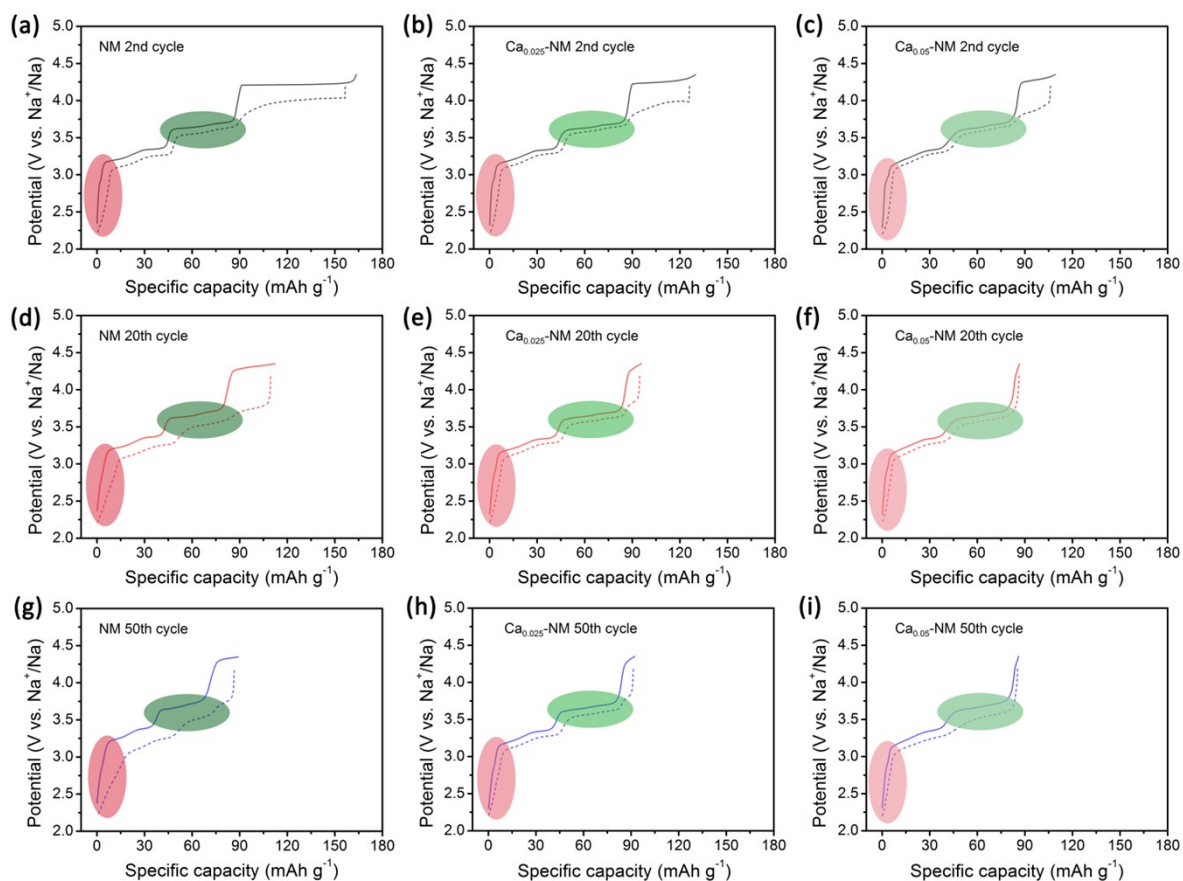 (a)
NM 2nd cycle
5.0
4.5
4.0
3.5
3.0
2.5
2.0
Potential (V vs. Na⁺/Na)
0 30 60 90 120 150 180
Specific capacity (mAh g⁻¹)
(b)
Ca₀.₀₂₅-NM 2nd cycle
5.0
4.5
4.0
3.5
3.0
2.5
2.0
Potential (V vs. Na⁺/Na)
0 30 60 90 120 150 180
Specific capacity (mAh g⁻¹)
(c)
Ca₀.₀₅-NM 2nd cycle
5.0
4.5
4.0
3.5
3.0
2.5
2.0
Potential (V vs. Na⁺/Na)
0 30 60 90 120 150 180
Specific capacity (mAh g⁻¹)
(d)
NM 20th cycle
5.0
4.5
4.0
3.5
3.0
2.5
2.0
Potential (V vs. Na⁺/Na)
0 30 60 90 120 150 180
Specific capacity (mAh g⁻¹)
(e)
Ca₀.₀₂₅-NM 20th cycle
5.0
4.5
4.0
3.5
3.0
2.5
2.0
Potential (V vs. Na⁺/Na)
0 30 60 90 120 150 180
Specific capacity (mAh g⁻¹)
(f)
Ca₀.₀₅-NM 20th cycle
5.0
4.5
4.0
3.5
3.0
2.5
2.0
Potential (V vs. Na⁺/Na)
0 30 60 90 120 150 180
Specific capacity (mAh g⁻¹)
(g)
NM 50th cycle
5.0
4.5
4.0
3.5
3.0
2.5
2.0
Potential (V vs. Na⁺/Na)
0 30 60 90 120 150 180
Specific capacity (mAh g⁻¹)
(h)
Ca₀.₀₂₅-NM 50th cycle
5.0
4.5
4.0
3.5
3.0
2.5
2.0
Potential (V vs. Na⁺/Na)
0 30 60 90 120 150 180
Specific capacity (mAh g⁻¹)
(i)
Ca₀.₀₅-NM 50th cycle
5.0
4.5
4.0
3.5
3.0
2.5
2.0
Potential (V vs. Na⁺/Na)
0 30 60 90 120 150 180
Specific capacity (mAh g⁻¹)